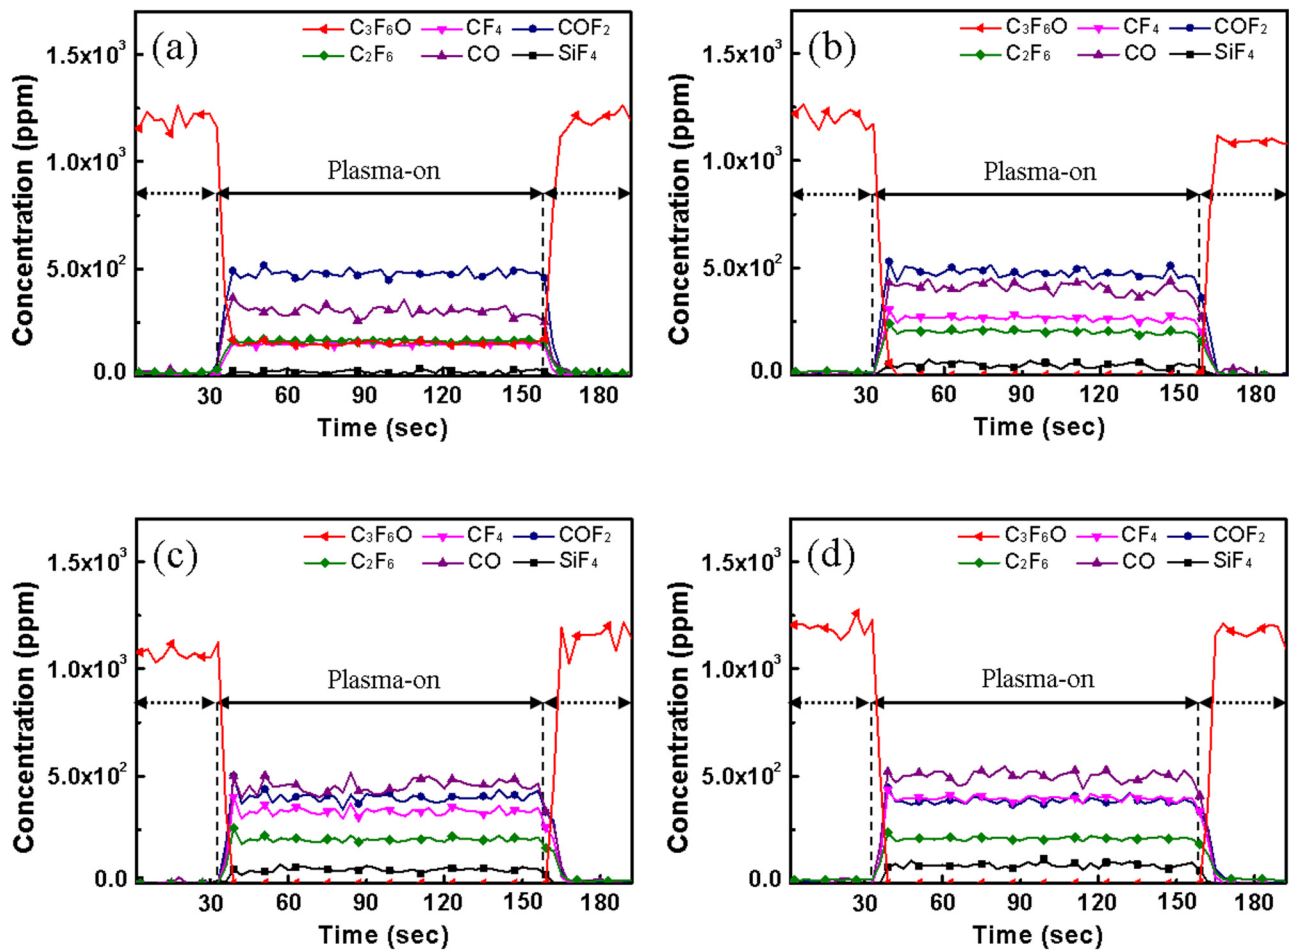 (a) C₃F₆O CF₄ COF₂
C₂F₆ CO SiF₄
1.5x10³
1.0x10³
5.0x10²
0.0
Concentration (ppm)
Plasma-on
30 60 90 120 150 180
Time (sec)
(b) C₃F₆O CF₄ COF₂
C₂F₆ CO SiF₄
1.5x10³
1.0x10³
5.0x10²
0.0
Concentration (ppm)
Plasma-on
30 60 90 120 150 180
Time (sec)
(c) C₃F₆O CF₄ COF₂
C₂F₆ CO SiF₄
1.5x10³
1.0x10³
5.0x10²
0.0
Concentration (ppm)
Plasma-on
30 60 90 120 150 180
Time (sec)
(d) C₃F₆O CF₄ COF₂
C₂F₆ CO SiF₄
1.5x10³
1.0x10³
5.0x10²
0.0
Concentration (ppm)
Plasma-on
30 60 90 120 150 180
Time (sec)